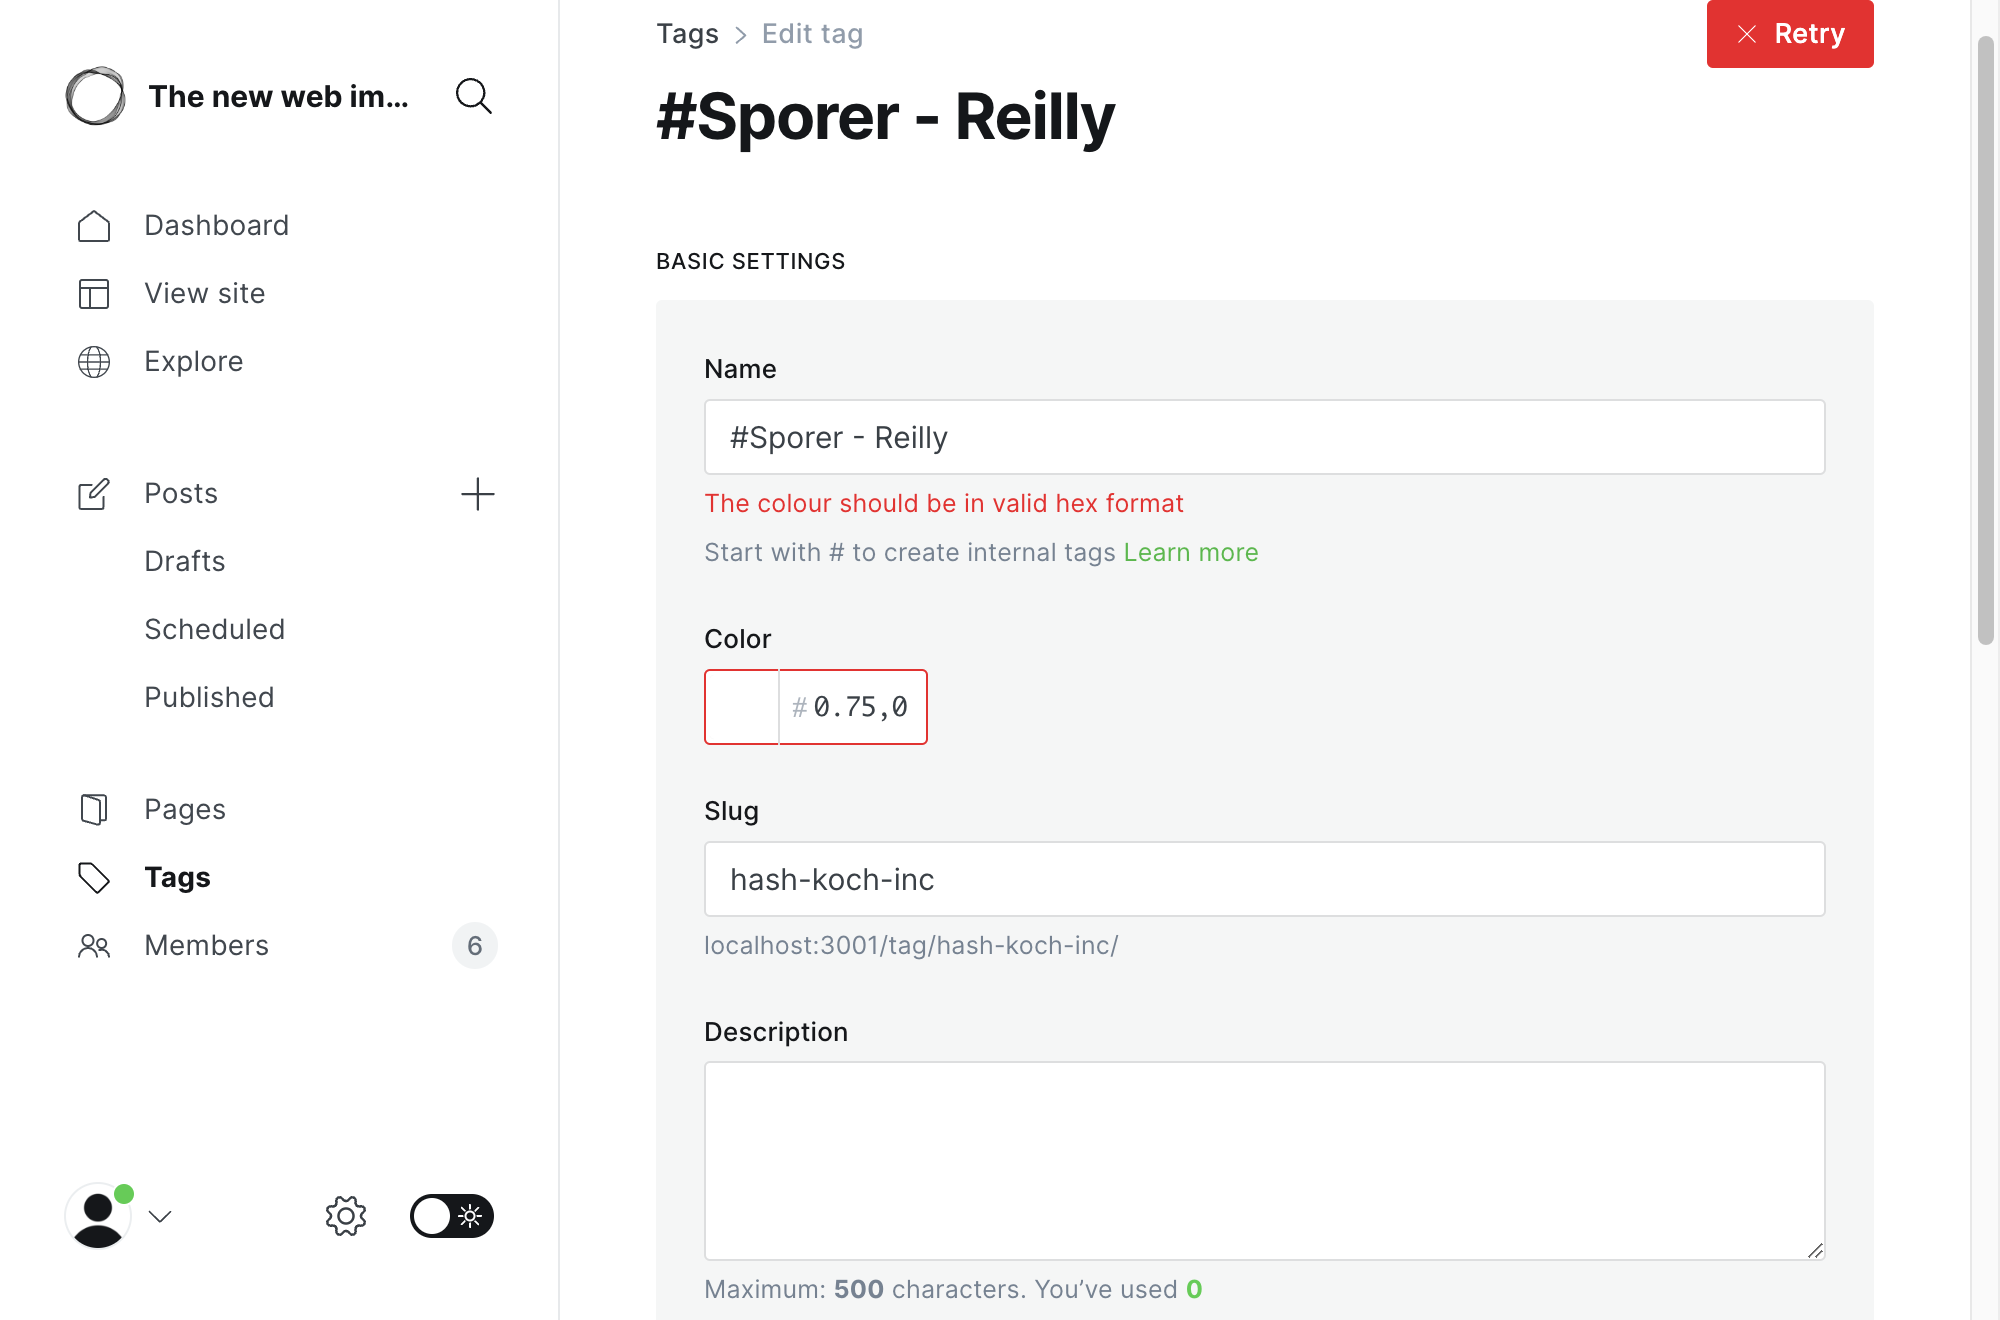 The new web im...
Dashboard
View site
Explore
Posts
Drafts
Scheduled
Published
Pages
Tags
Members 6
Tags > Edit tag
Retry
#Sporer - Reilly
BASIC SETTINGS
Name
#Sporer - Reilly
The colour should be in valid hex format
Start with # to create internal tags Learn more
Color
# 0.75,0
Slug
hash-koch-inc
localhost:3001/tag/hash-koch-inc/
Description
Maximum: 500 characters. You’ve used 0